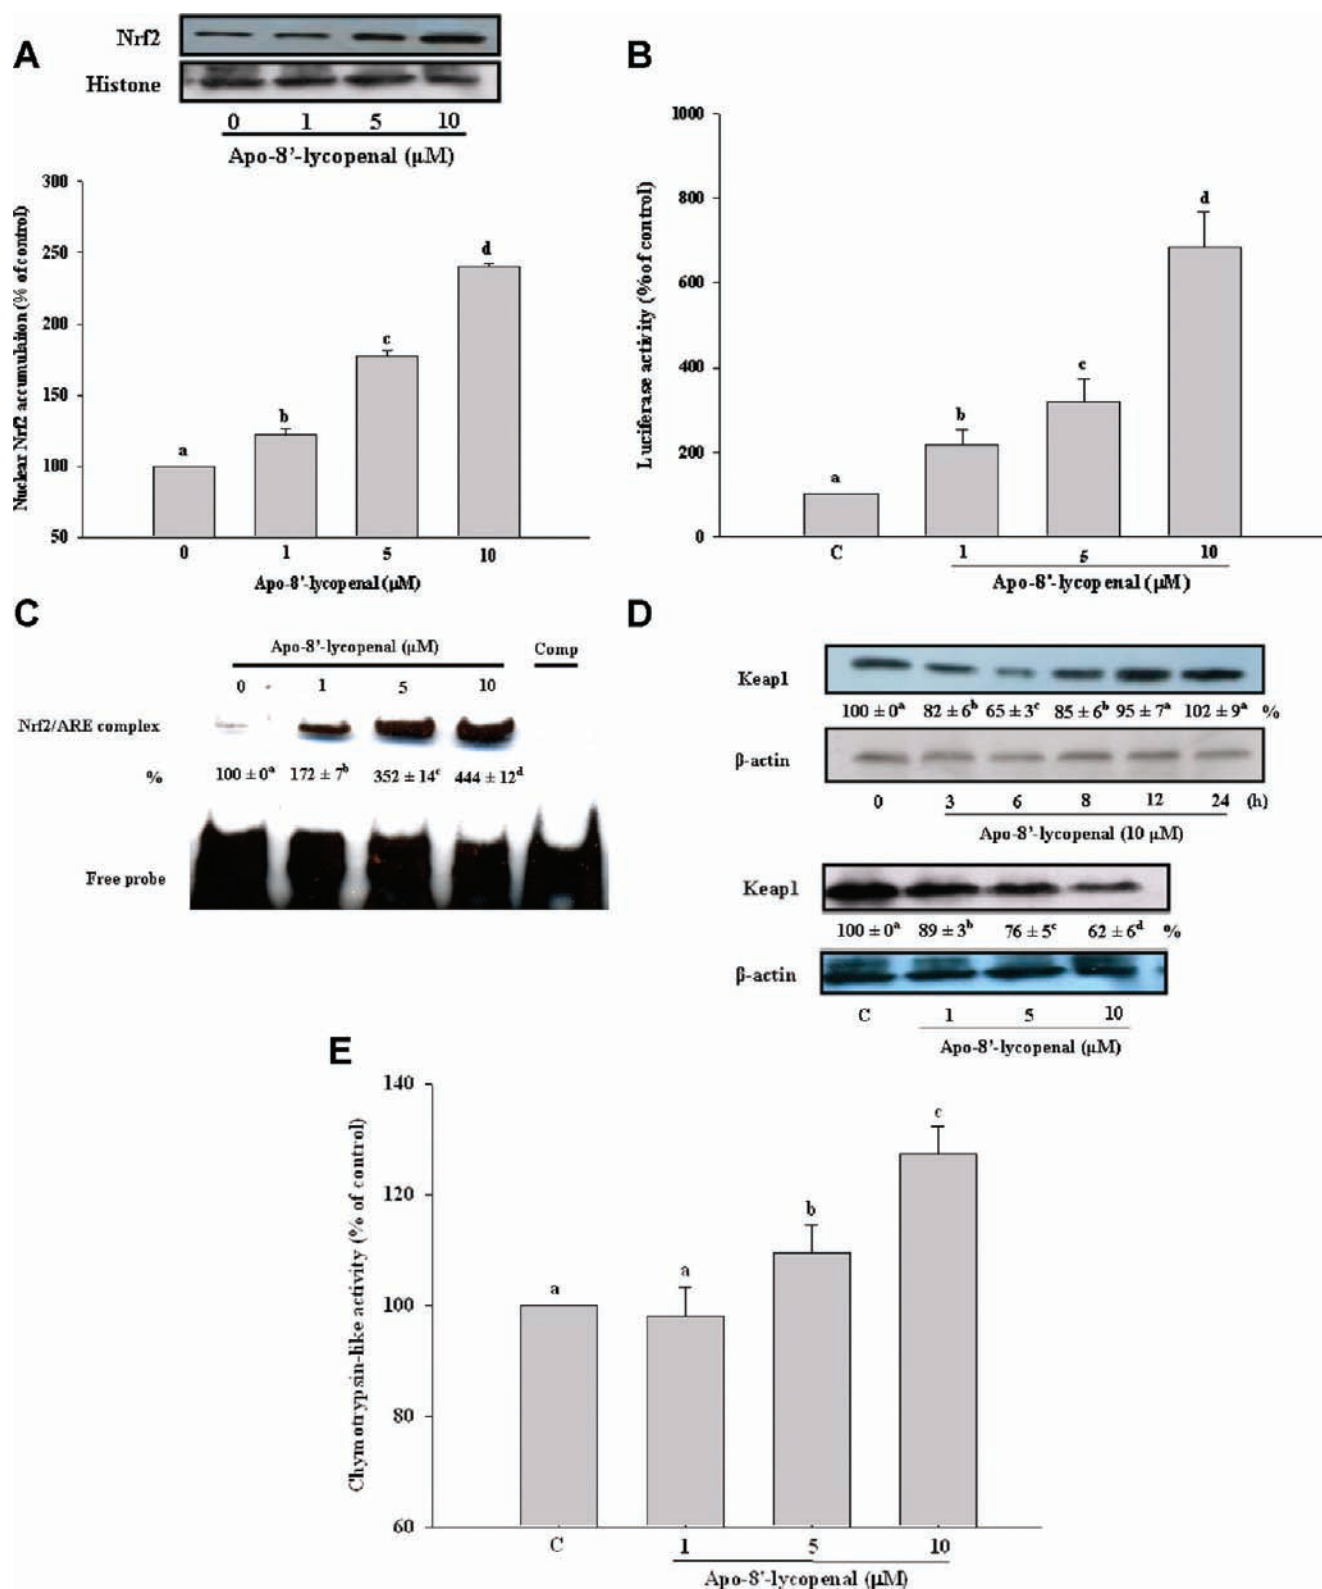 A
Nrf2
Histone
0 1 5 10
Apo-8'-lycopenal (µM)
Nuclear Nrf2 accumulaiton (% of control)
300
250
200
150
100
50
a
b
c
d
0 1 5 10
Apo-8'-lycopenal (µM)
B
Luciferase activity (%of control)
1000
800
600
400
200
0
a
b
c
d
C 1 5 10
Apo-8'-lycopenal (µM)
C
Apo-8'-lycopenal (µM) Comp
0 1 5 10
Nrf2/ARE complex
% 100 ± 0a 172 ± 7b 352 ± 14c 444 ± 12d
Free probe
D
Keap1
100 ± 0a 82 ± 6b 65 ± 3c 85 ± 6b 95 ± 7a 102 ± 9a %
β-actin
0 3 6 8 12 24 (h)
Apo-8'-lycopenal (10 µM)
Keap1
100 ± 0a 89 ± 3b 76 ± 5c 62 ± 6d %
β-actin
C 1 5 10
Apo-8'-lycopenal (µM)
E
Chymotrypsin-like activity (% of control)
140
120
100
80
60
a
a
b
c
C 1 5 10
Apo-8'-lycopenal (µM)